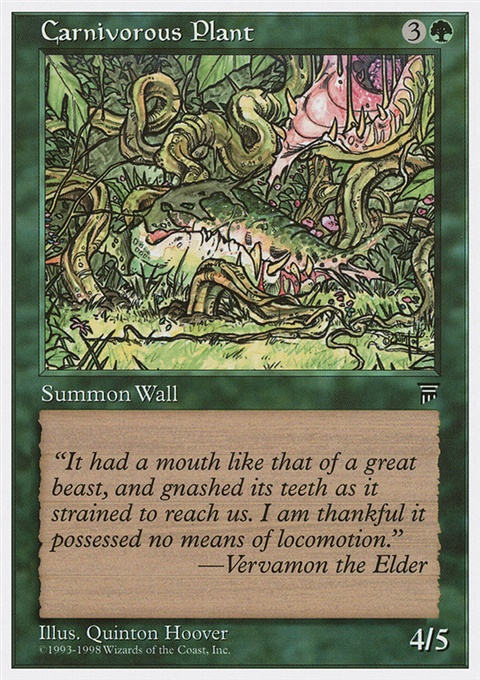 Carnivorous Plant 3
Summon Wall
“It had a mouth like that of a great
beast, and gnashed its teeth as it
strained to reach us. I am thankful it
possessed no means of locomotion.”
—Vervamon the Elder
Illus. Quinton Hoover
©1993-1998 Wizards of the Coast, Inc.
4/5